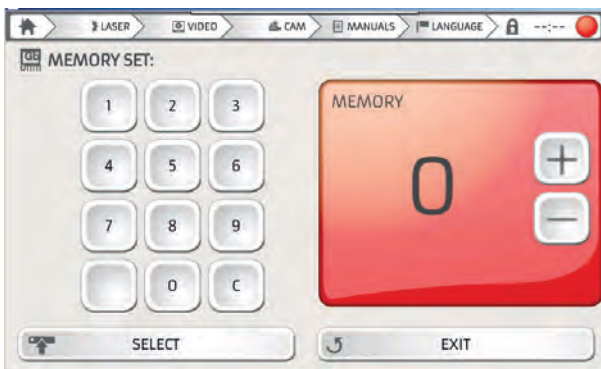 LASER VIDEO CAM MANUALS LANGUAGE --:--
MEMORY SET:
MEMORY
1 2 3
4 5 6
0
7 8 9
0 C
SELECT EXIT